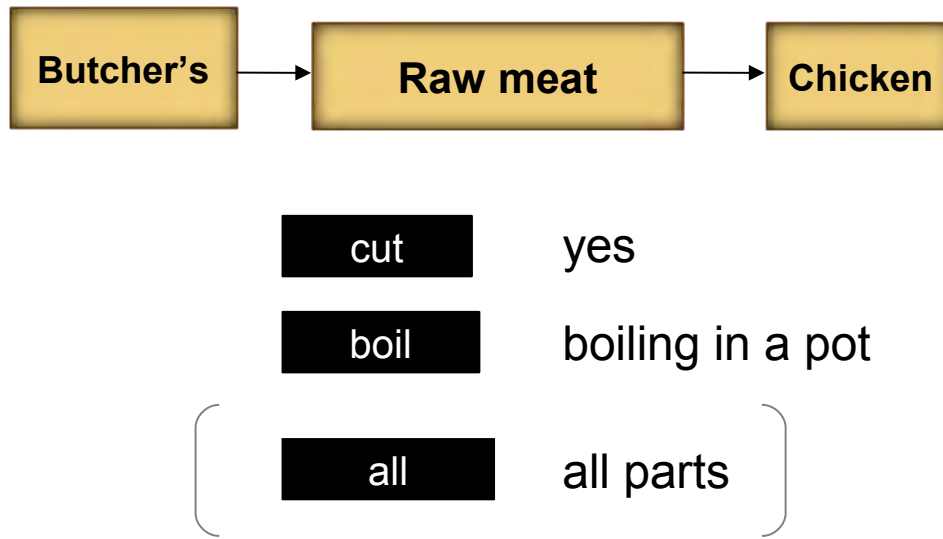 Butcher’s Raw meat Chicken
cut yes
boil boiling in a pot
all all parts